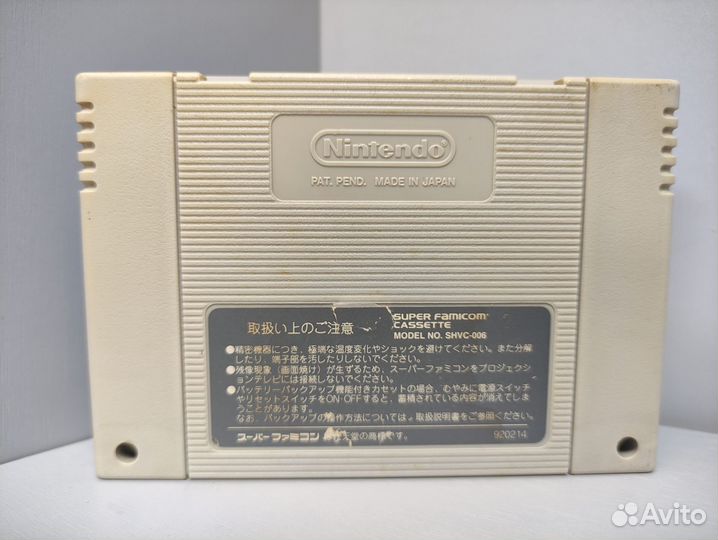 Nintendo®
PAT. PEND. MADE IN JAPAN
取扱い上のご注意
SUPER FAMICOM
CASSETTE
MODEL NO. SHVC-006
●精密機器につき、極端な温度変化やショックを避けてください。また分解
したり、端子部を汚したりしないでください。
●残像現象（画面焼け）が生ずるため、スーパーファミコンをプロジェクシ
ョンテレビには接続しないでください。
●バッテリーバックアップ機能付きカセットの場合、むやみに電源スイッチ
やリセットスイッチをON・OFFすると、蓄積されている内容が消えてしま
うことがあります。
なお、バックアップの操作方法については、取扱説明書をご参照ください。
スーパーファミコン 天堂の商標です。
920214
Avito